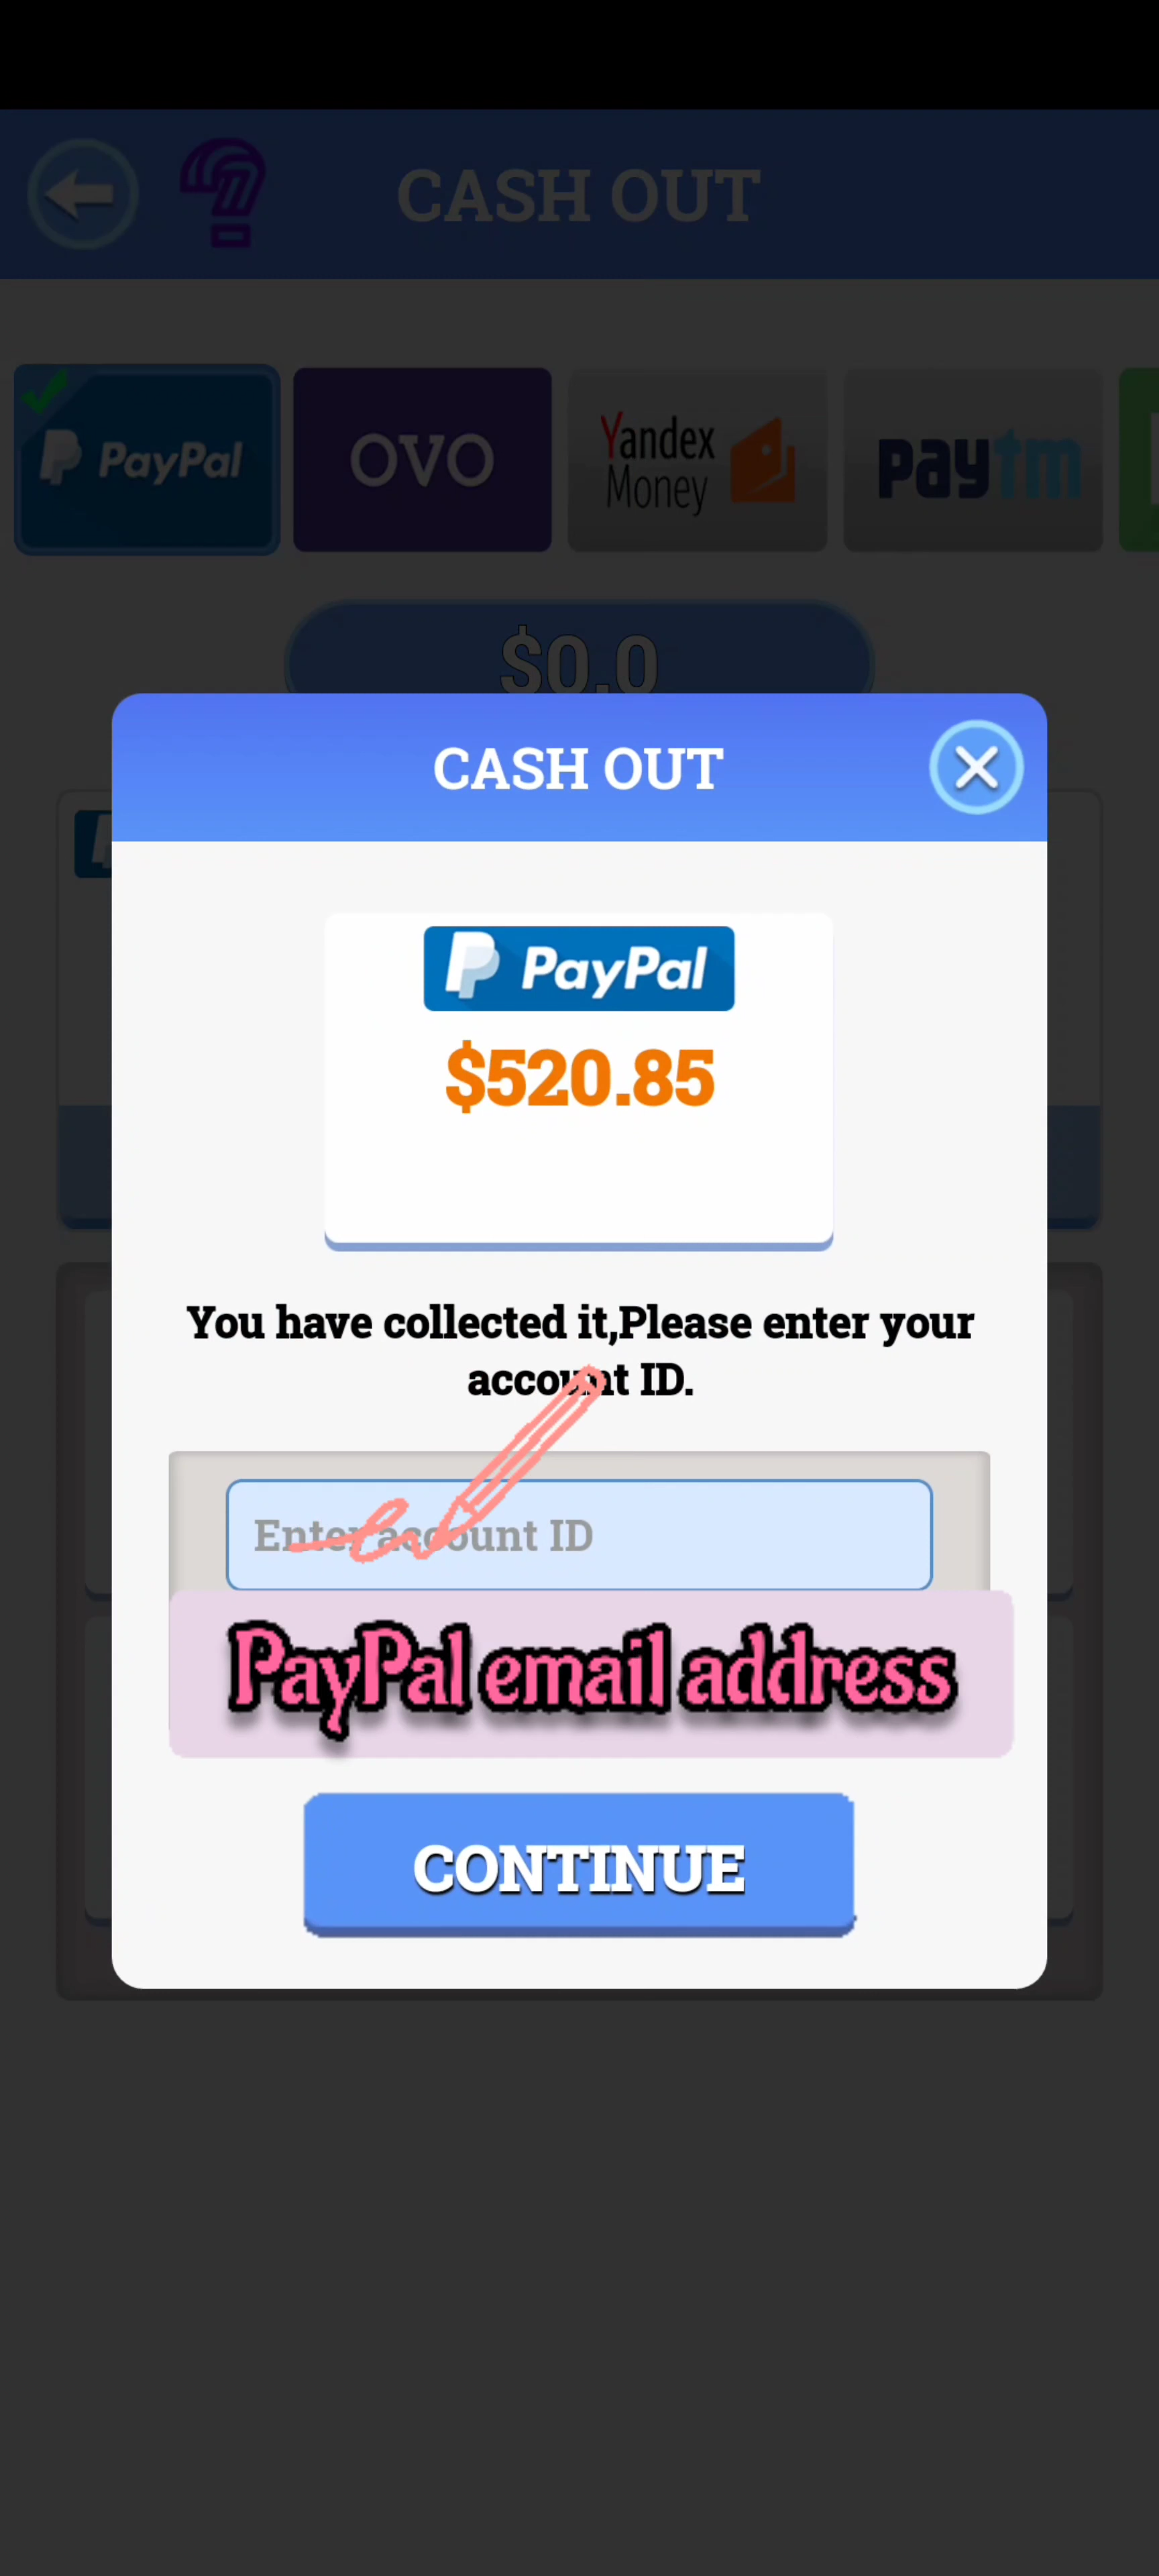 CASH OUT
PayPal
OVO
Yandex
Money
paytm
$0.0
CASH OUT
PayPal
$520.85
You have collected it,Please enter your
account ID.
Enter account ID
PayPal email address
CONTINUE